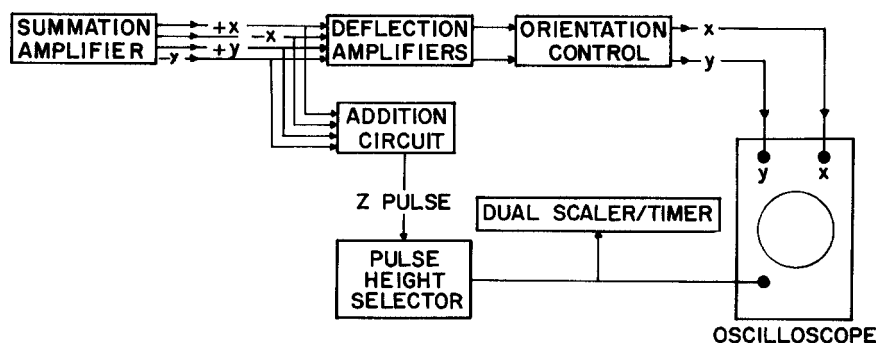 SUMMATION
AMPLIFIER
+x
-x
+y
-y
DEFLECTION
AMPLIFIERS
ORIENTATION
CONTROL
x
y
ADDITION
CIRCUIT
Z PULSE
DUAL SCALER/TIMER
PULSE
HEIGHT
SELECTOR
y x
OSCILLOSCOPE